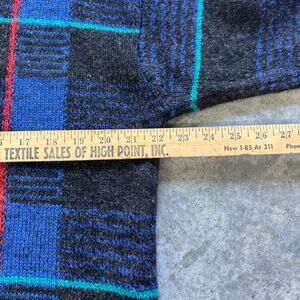 17 18 19 20 21 22 23 24 25 26 27
TEXTILE SALES OF HIGH POINT, INC. New I-85 At 311 Phon